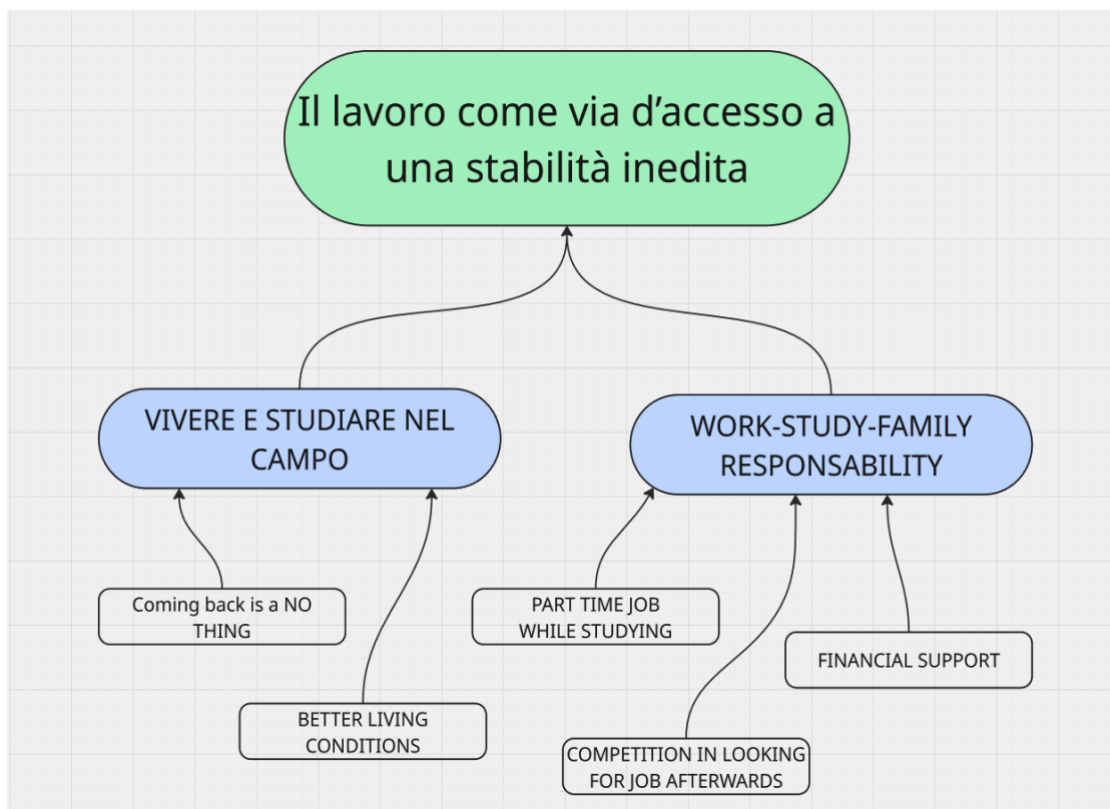 Il lavoro come via d’accesso a
una stabilità inedita
VIVERE E STUDIARE NEL
CAMPO
WORK-STUDY-FAMILY
RESPONSABILITY
Coming back is a NO
THING
PART TIME JOB
WHILE STUDYING
FINANCIAL SUPPORT
BETTER LIVING
CONDITIONS
COMPETITION IN LOOKING
FOR JOB AFTERWARDS